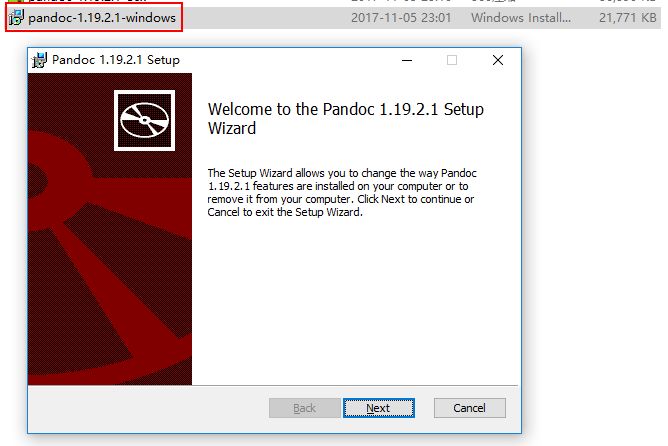 pandoc-1.19.2.1-windows 2017-11-05 23:01 Windows Install... 21,771 KB
Pandoc 1.19.2.1 Setup
Welcome to the Pandoc 1.19.2.1 Setup
Wizard
The Setup Wizard allows you to change the way Pandoc
1.19.2.1 features are installed on your computer or to
remove it from your computer. Click Next to continue or
Cancel to exit the Setup Wizard.
Back Next Cancel